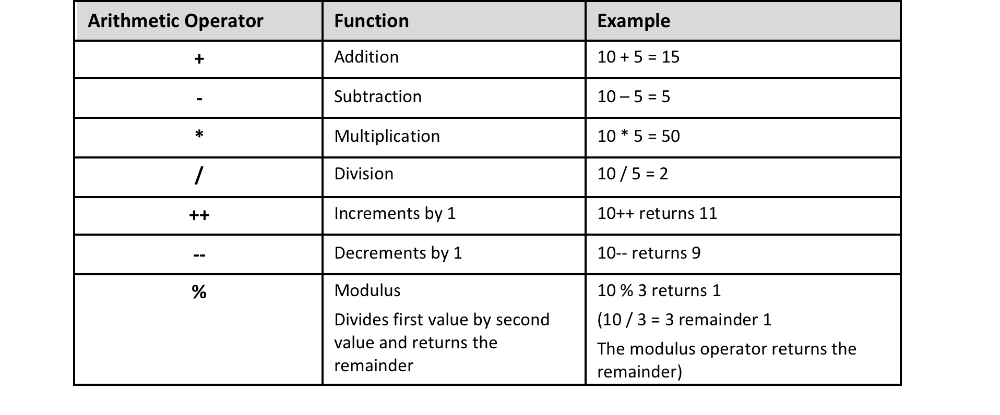 Arithmetic Operator Function Example
+ Addition 10 + 5 = 15
- Subtraction 10 – 5 = 5
* Multiplication 10 * 5 = 50
/ Division 10 / 5 = 2
++ Increments by 1 10++ returns 11
-- Decrements by 1 10-- returns 9
% Modulus 10 % 3 returns 1
Divides first value by second (10 / 3 = 3 remainder 1
value and returns the The modulus operator returns the
remainder remainder)